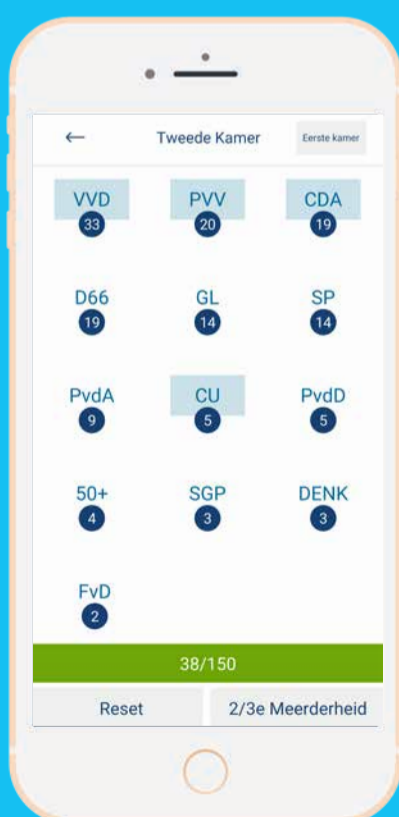 ← Tweede Kamer Eerste kamer
VVD PVV CDA
33 20 19
D66 GL SP
19 14 14
PvdA CU PvdD
9 5 5
50+ SGP DENK
4 3 3
FvD
2
38/150
Reset 2/3e Meerderheid